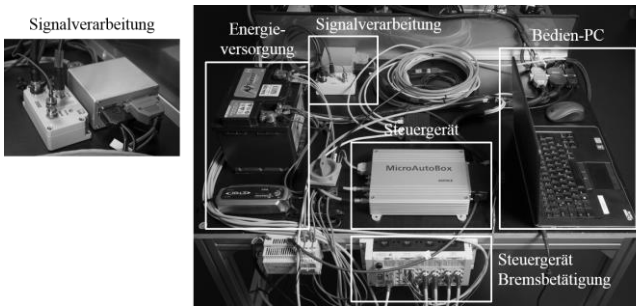 Signalverarbeitung
Energie-
versorgung
Signalverarbeitung
Bedien-PC
Steuergerät
MicroAutoBox
Steuergerät
Bremsbetätigung